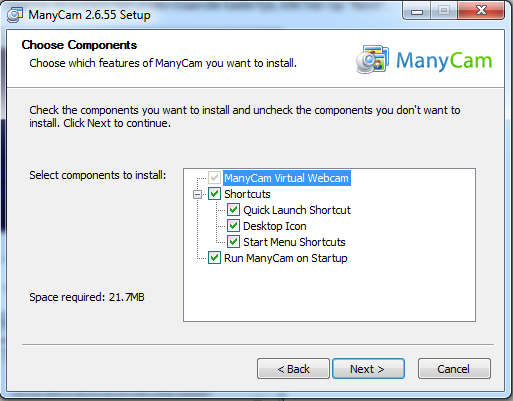 ManyCam 2.6.55 Setup
Choose Components
Choose which features of ManyCam you want to install.
ManyCam
Check the components you want to install and uncheck the components you don't want to
install. Click Next to continue.
Select components to install:
ManyCam Virtual Webcam
Shortcuts
Quick Launch Shortcut
Desktop Icon
Start Menu Shortcuts
Run ManyCam on Startup
Space required: 21.7MB
< Back
Next >
Cancel